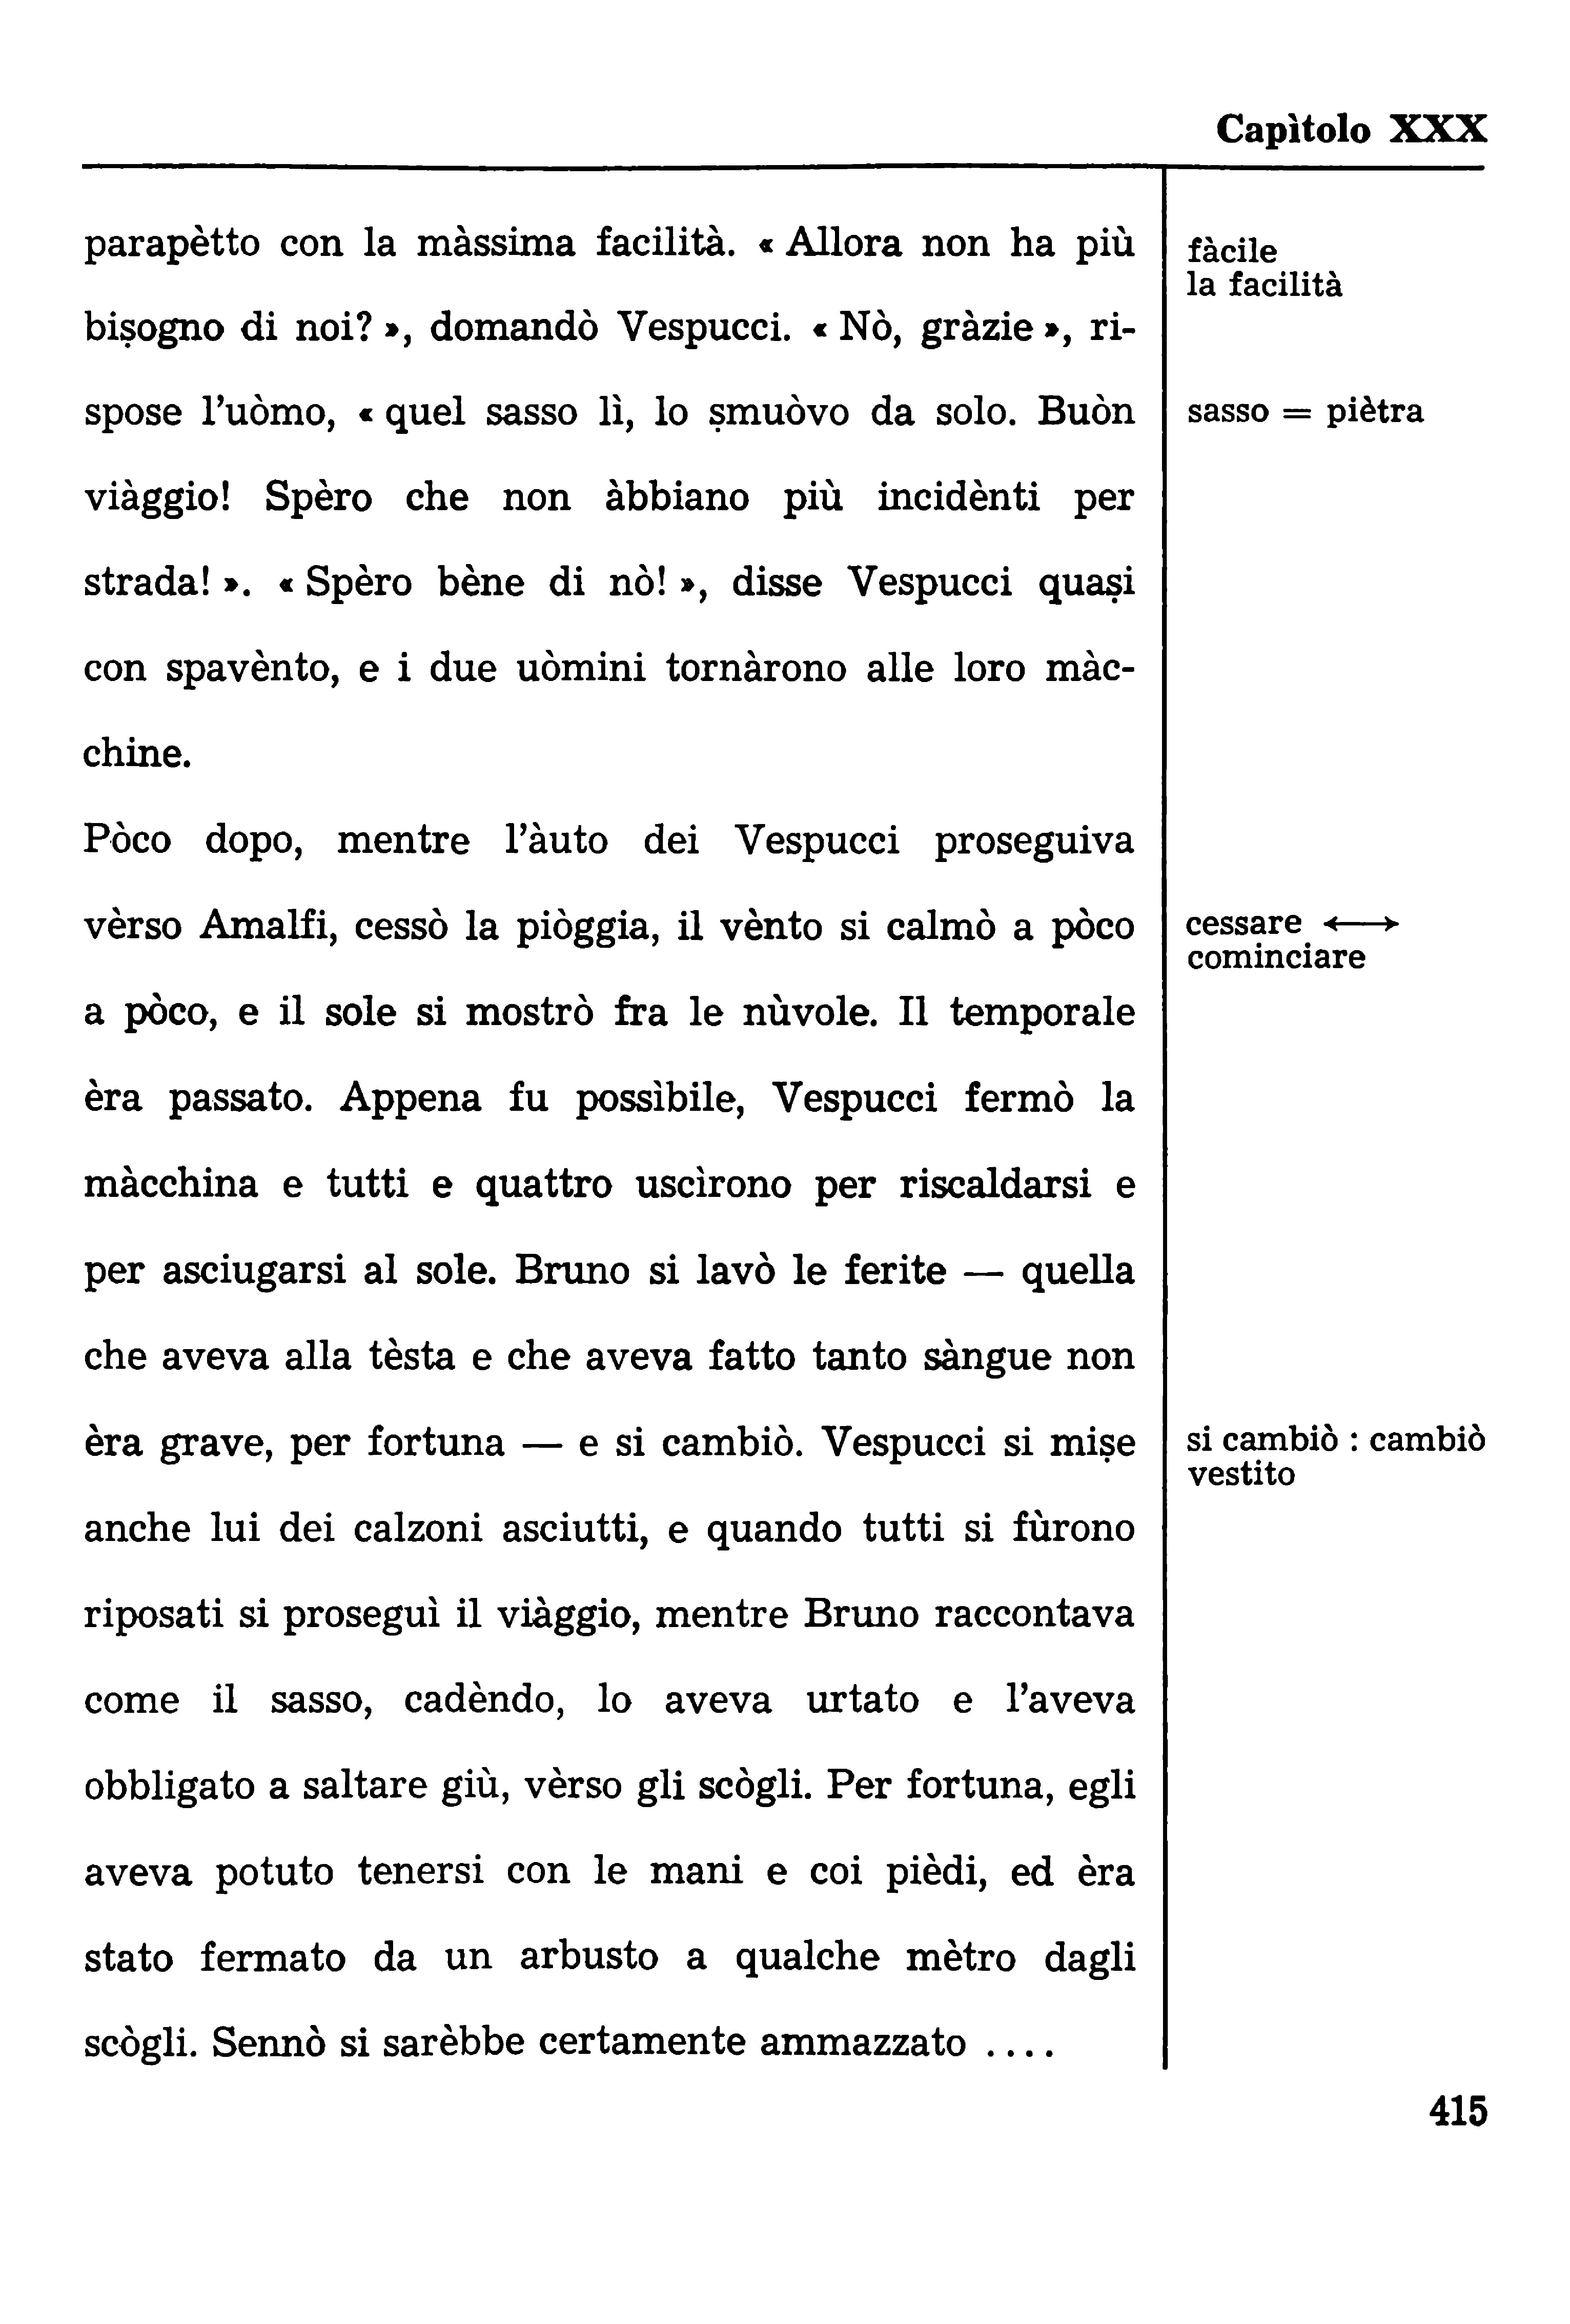 Capìtolo XXX
parapètto con la màssima facilità. « Allora non ha più
bişogno di noi? », domandò Vespucci. « Nò, gràzie », ri-
spose l'uòmo, « quel sasso lì, lo şmuòvo da solo. Buòn
viàggio! Spèro che non àbbiano più incidènti per
strada! ». « Spèro bène di nò! », disse Vespucci quaşi
con spavènto, e i due uòmini tornàrono alle loro màc-
chine.
Pòco dopo, mentre l'àuto dei Vespucci proseguiva
vèrso Amalfi, cessò la piòggia, il vènto si calmò a pòco
a pòco, e il sole si mostrò fra le nùvole. Il temporale
èra passato. Appena fu possìbile, Vespucci fermò la
màcchina e tutti e quattro uscìrono per riscaldarsi e
per asciugarsi al sole. Bruno si lavò le ferite — quella
che aveva alla tèsta e che aveva fatto tanto sàngue non
èra grave, per fortuna — e si cambiò. Vespucci si mişe
anche lui dei calzoni asciutti, e quando tutti si fùrono
riposati si proseguì il viàggio, mentre Bruno raccontava
come il sasso, cadèndo, lo aveva urtato e l'aveva
obbligato a saltare giù, vèrso gli scògli. Per fortuna, egli
aveva potuto tenersi con le mani e coi pièdi, ed èra
stato fermato da un arbusto a qualche mètro dagli
scògli. Sennò si sarèbbe certamente ammazzato . . . .
fàcile
la facilità
sasso = piètra
cessare ⟷
cominciare
si cambiò : cambiò
vestito
415